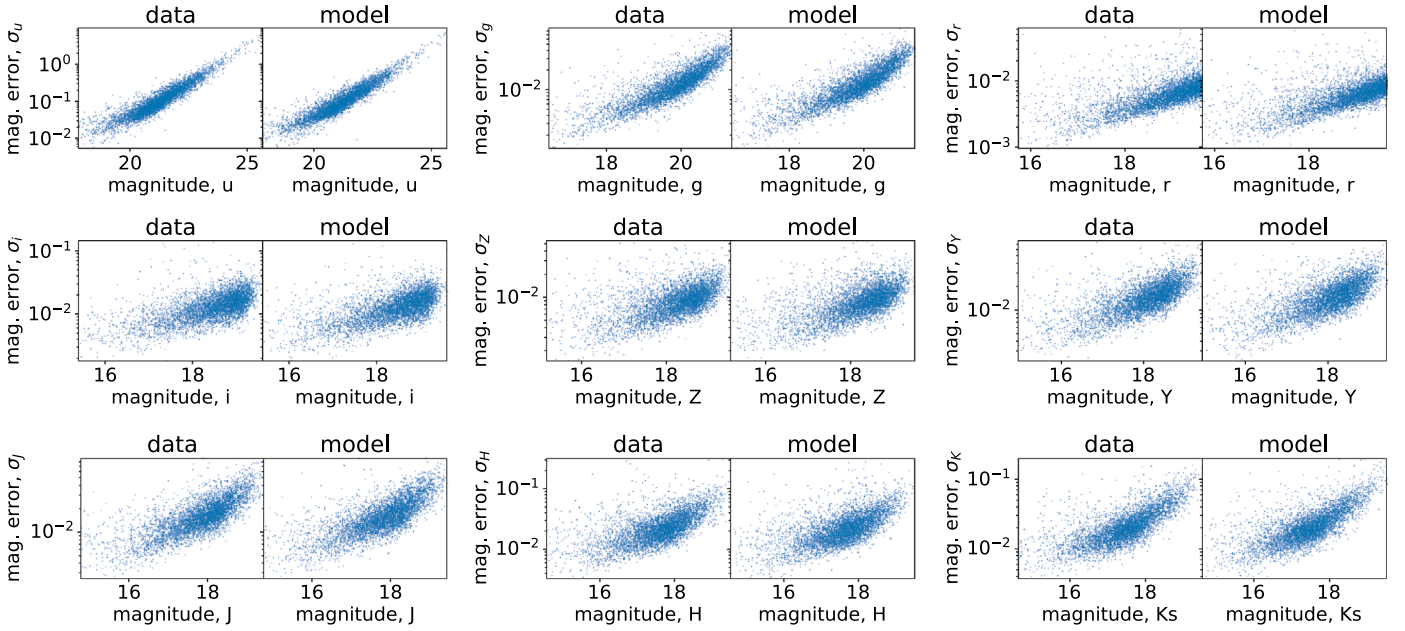 data model data model data model
mag. error, σ_u
10^0
10^-1
10^-2
20 25 20 25
magnitude, u magnitude, u
mag. error, σ_g
10^-2
18 20 18 20
magnitude, g magnitude, g
mag. error, σ_r
10^-2
10^-3
16 18 16 18
magnitude, r magnitude, r
data model data model data model
mag. error, σ_i
10^-1
10^-2
16 18 16 18
magnitude, i magnitude, i
mag. error, σ_Z
10^-2
16 18 16 18
magnitude, Z magnitude, Z
mag. error, σ_Y
10^-2
16 18 16 18
magnitude, Y magnitude, Y
data model data model data model
mag. error, σ_J
10^-2
16 18 16 18
magnitude, J magnitude, J
mag. error, σ_H
10^-1
10^-2
16 18 16 18
magnitude, H magnitude, H
mag. error, σ_K
10^-1
10^-2
16 18 16 18
magnitude, Ks magnitude, Ks